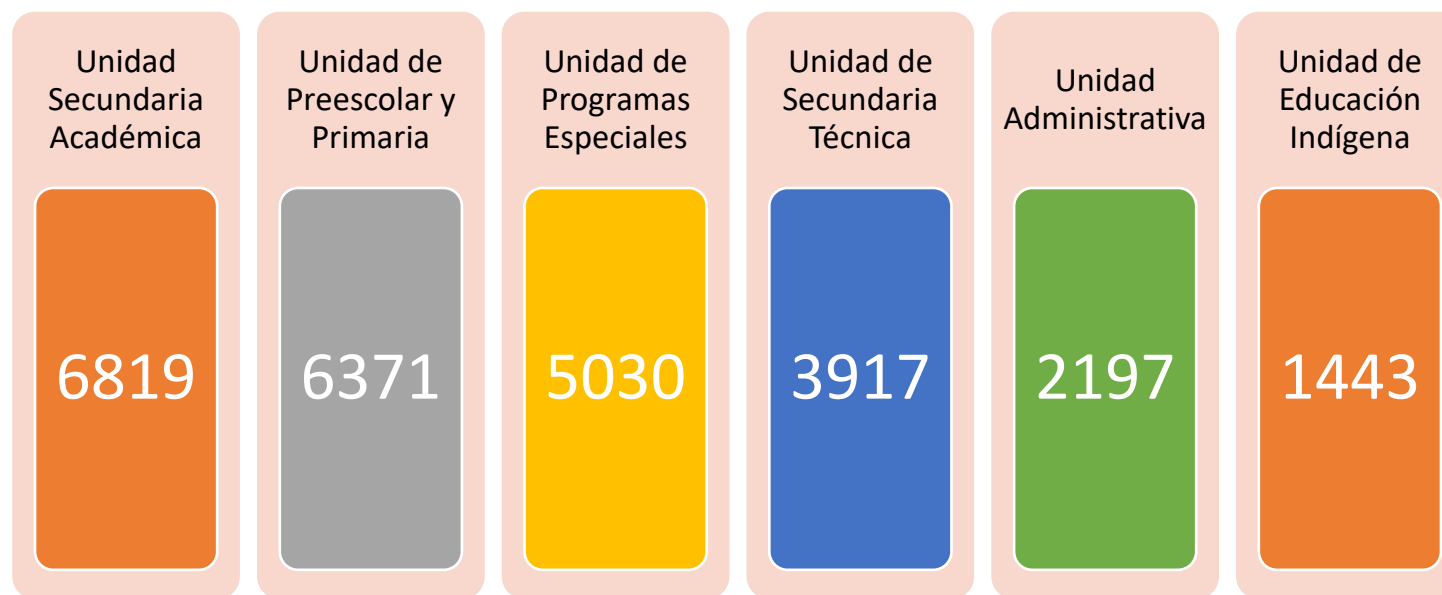 Unidad
Secundaria
Académica
6819
Unidad de
Preescolar y
Primaria
6371
Unidad de
Programas
Especiales
5030
Unidad de
Secundaria
Técnica
3917
Unidad
Administrativa
2197
Unidad de
Educación
Indígena
1443